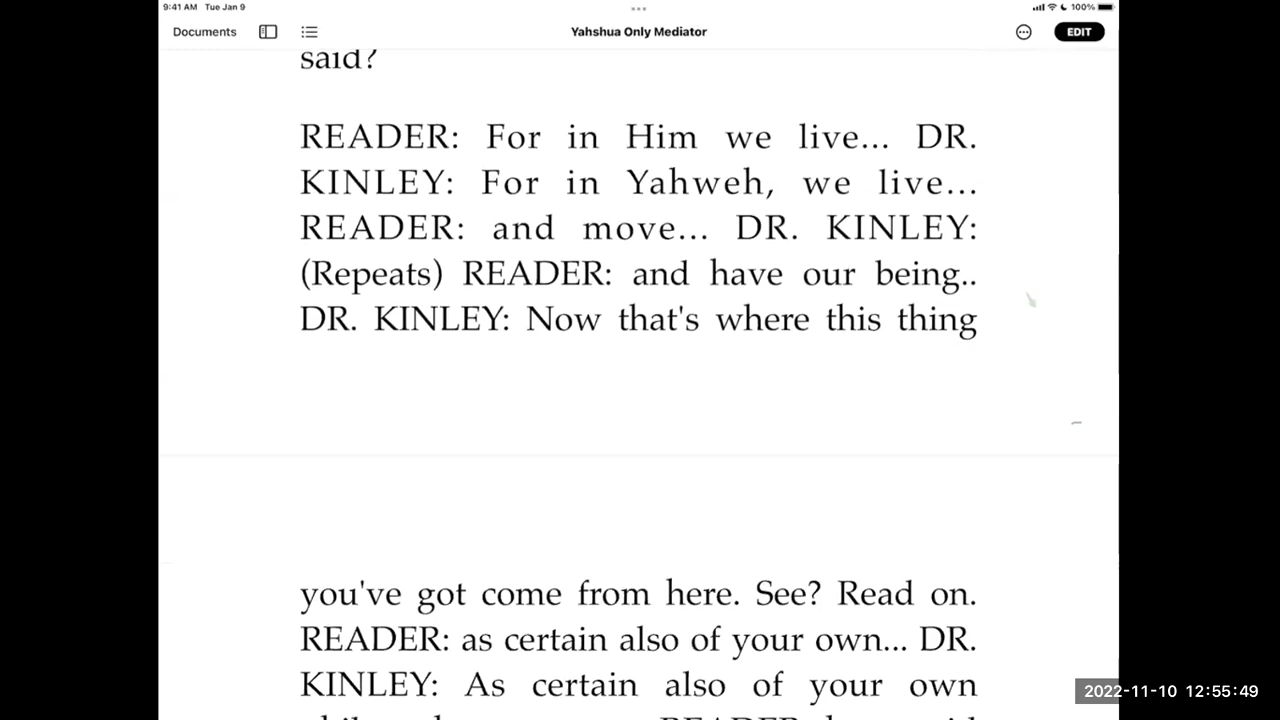 9:41 AM Tue Jan 9
100%
Documents
Yahshua Only Mediator
EDIT
said?
READER: For in Him we live... DR.
KINLEY: For in Yahweh, we live...
READER: and move... DR. KINLEY:
(Repeats) READER: and have our being..
DR. KINLEY: Now that's where this thing
you've got come from here. See? Read on.
READER: as certain also of your own... DR.
KINLEY: As certain also of your own
2022-11-10 12:55:49